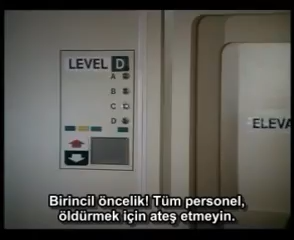 LEVEL D
A
B
C
D
ELEVA
Birincil öncelik! Tüm personel,
öldürmek için ateş etmeyin.